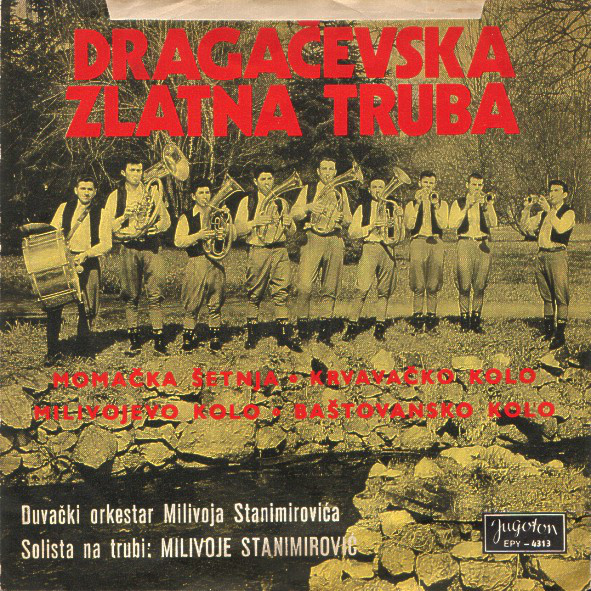 DRAGAČEVSKA
ZLATNA TRUBA
MOMAČKA ŠETNJA • KRVAVAČKO KOLO
MILIVOJEVO KOLO • BAŠTOVANSKO KOLO
Duvački orkestar Milivoja Stanimirovića
Solista na trubi: MILIVOJE STANIMIROVIĆ
Jugoton
EPY – 4313